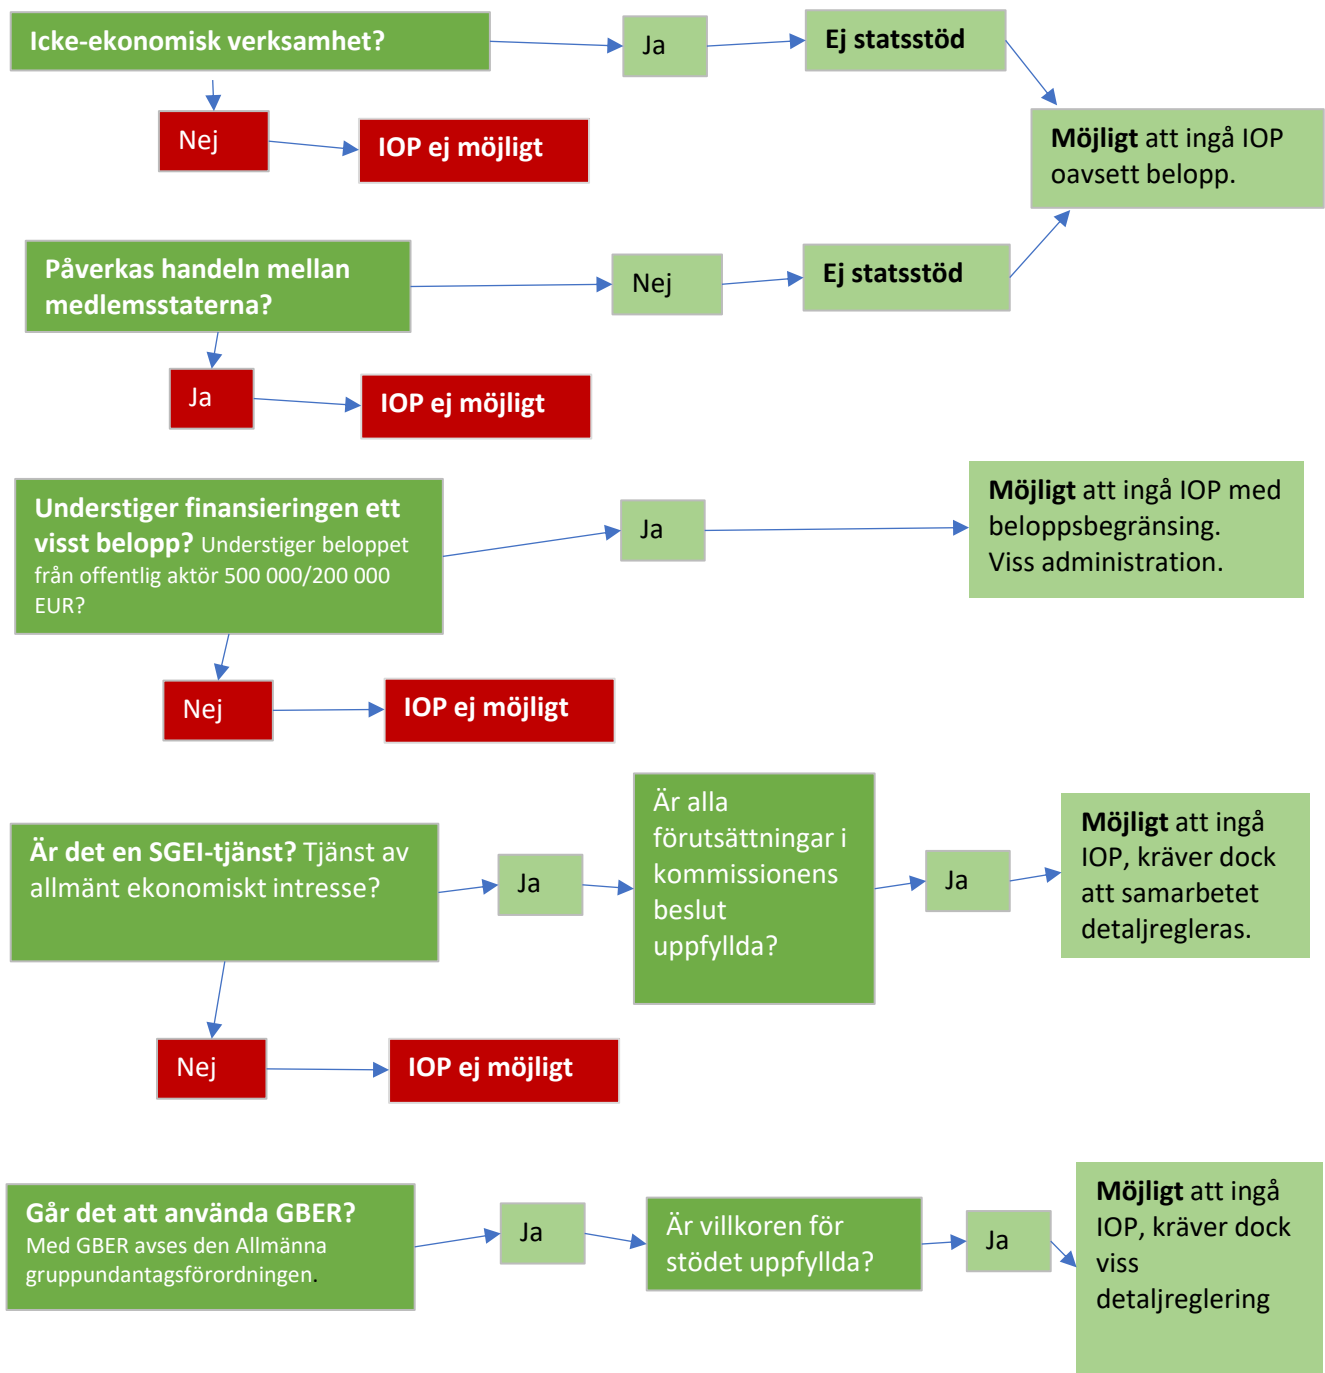 Icke-ekonomisk verksamhet?
Ja
Ej statsstöd
Nej
IOP ej möjligt
Möjligt att ingå IOP
oavsett belopp.
Påverkas handeln mellan
medlemsstaterna?
Nej
Ej statsstöd
Ja
IOP ej möjligt
Understiger finansieringen ett
visst belopp? Understiger beloppet
från offentlig aktör 500 000/200 000
EUR?
Ja
Möjligt att ingå IOP med
beloppsbegränsing.
Viss administration.
Nej
IOP ej möjligt
Är det en SGEI-tjänst? Tjänst av
allmänt ekonomiskt intresse?
Ja
Är alla
förutsättningar i
kommissionens
beslut
uppfyllda?
Ja
Möjligt att ingå
IOP, kräver dock
att samarbetet
detaljregleras.
Nej
IOP ej möjligt
Går det att använda GBER?
Med GBER avses den Allmänna
gruppundantagsförordningen.
Ja
Är villkoren för
stödet uppfyllda?
Ja
Möjligt att ingå
IOP, kräver dock
viss
detaljreglering